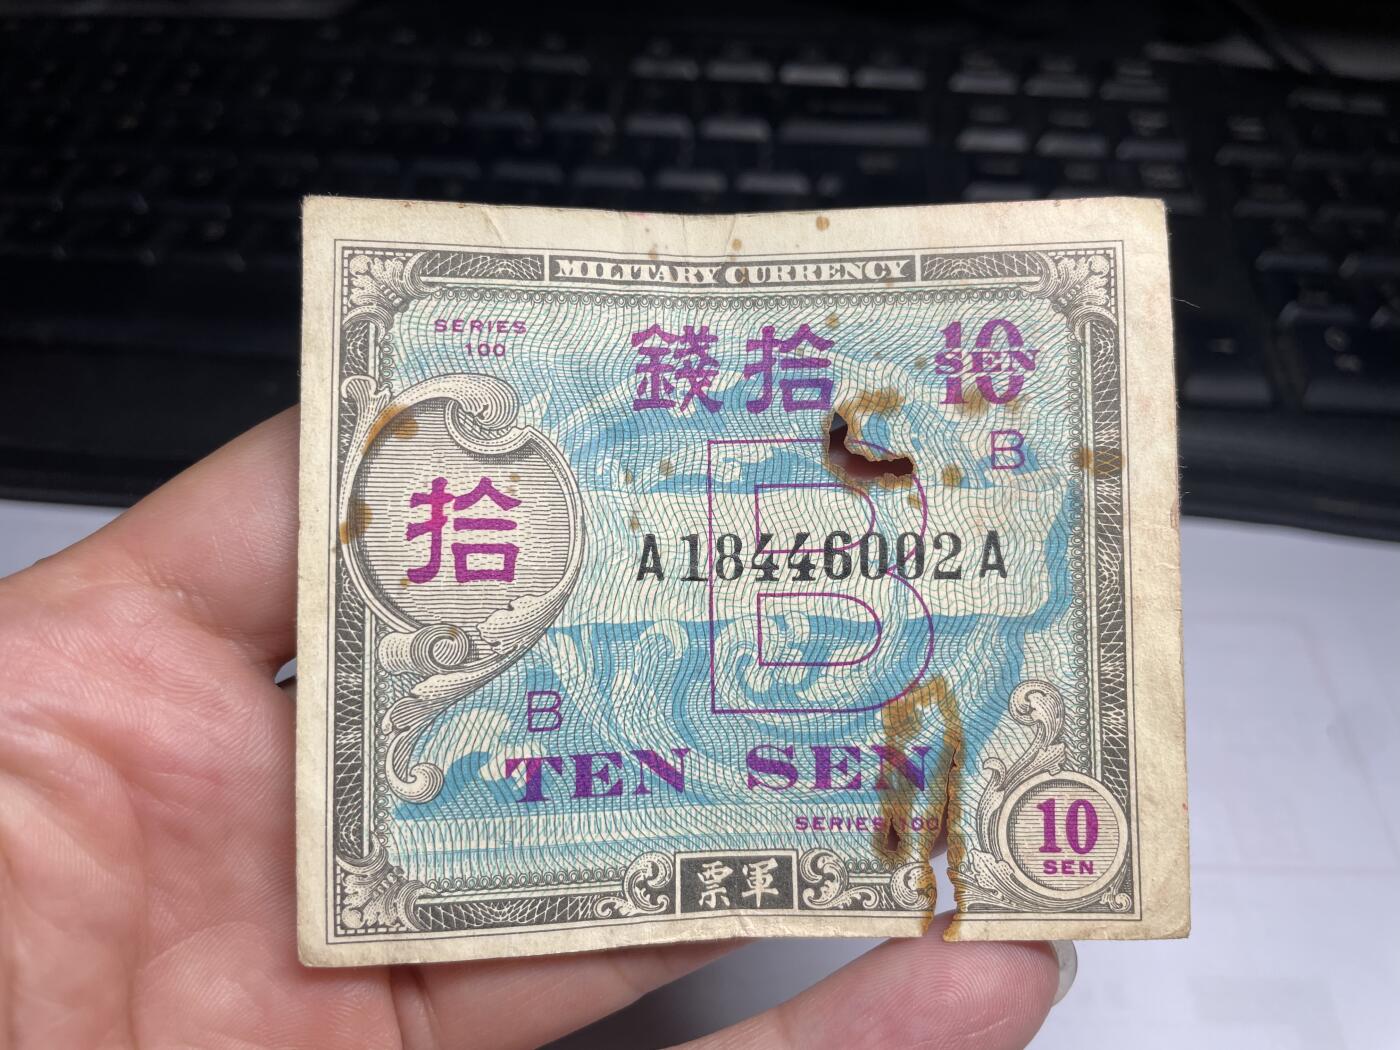 MILITARY CURRENCY
SERIES
100
錢拾
10
SEN
B
拾
B
A18446002A
B
TEN SEN
SERIES 100
10
SEN
票軍